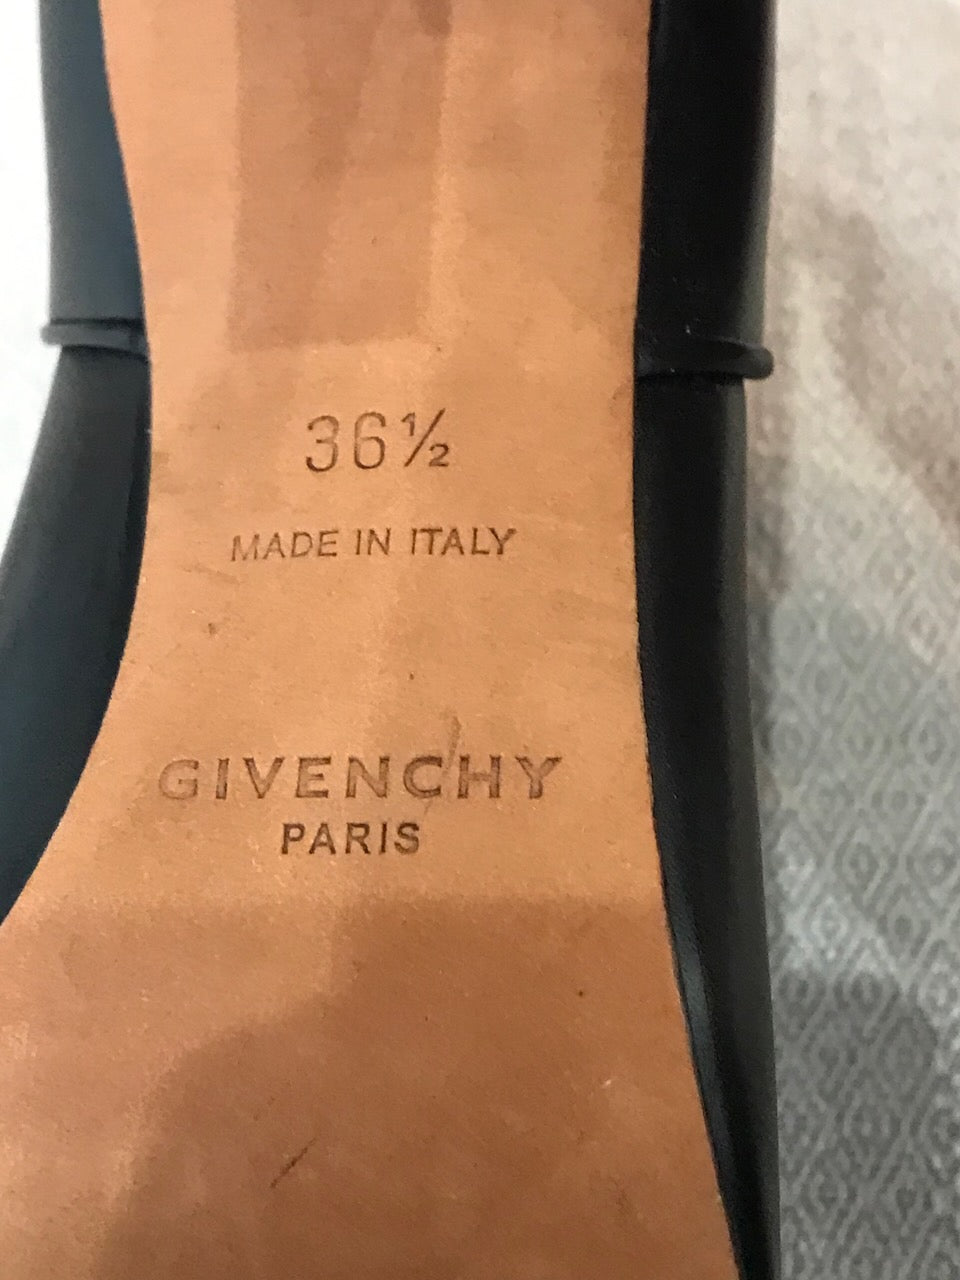 36½
MADE IN ITALY
GIVENCHY
PARIS